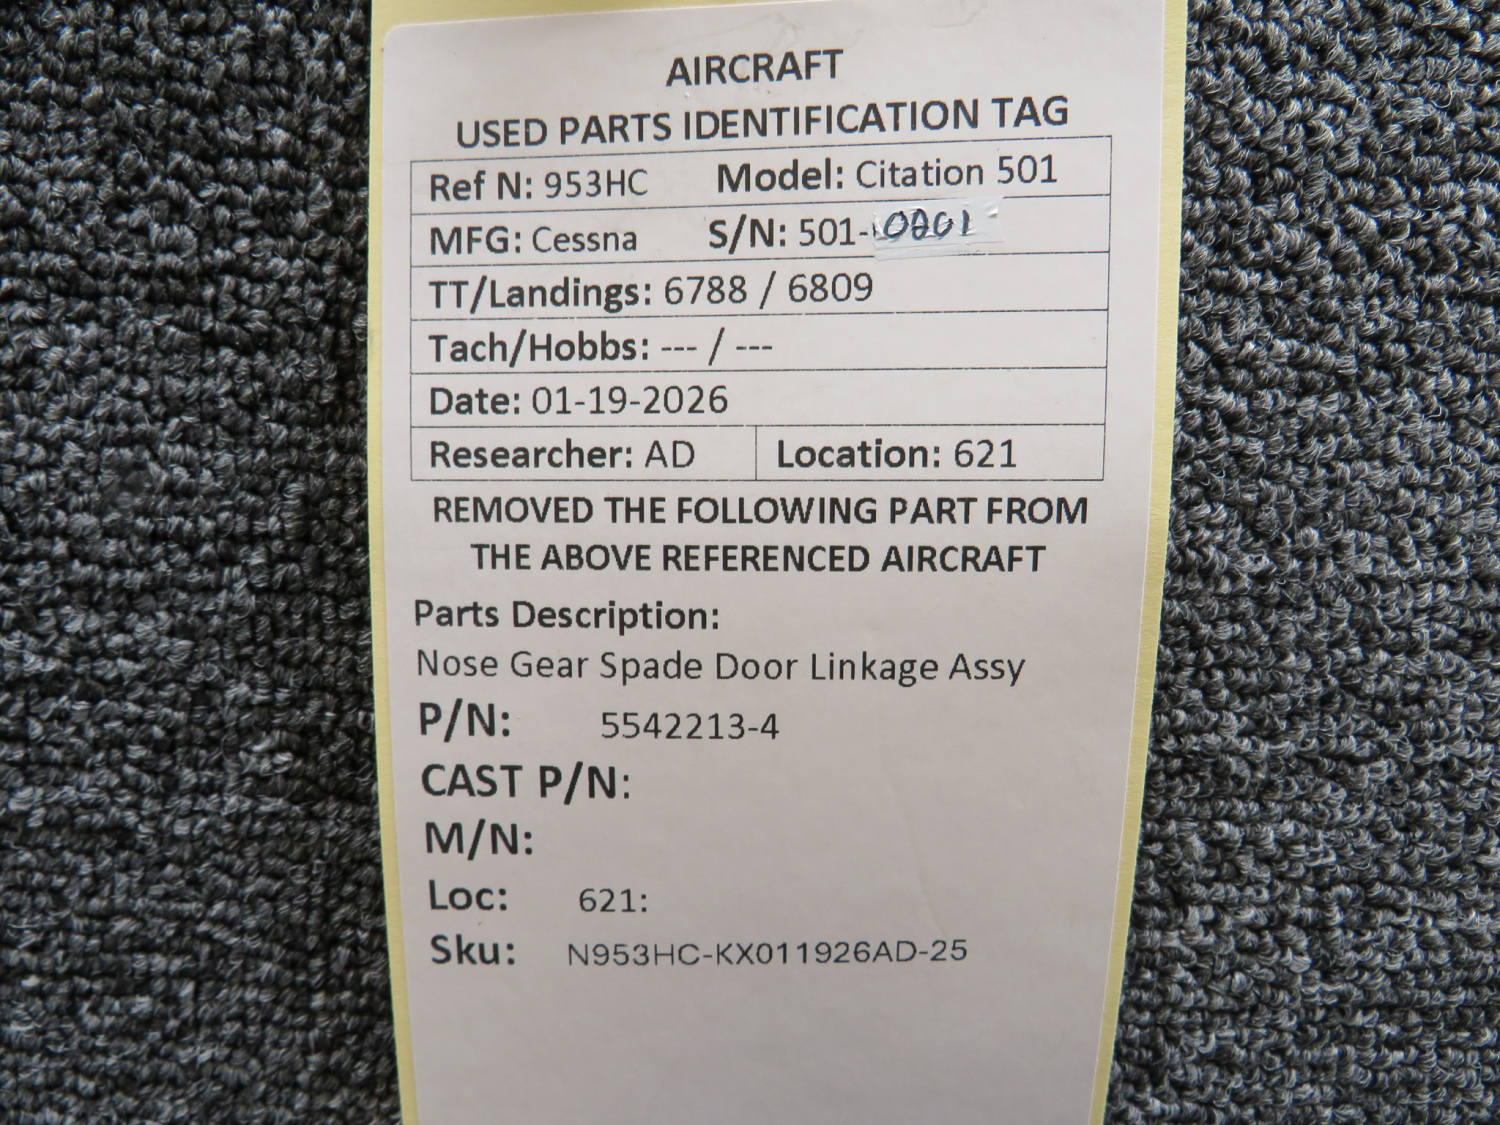 AIRCRAFT
USED PARTS IDENTIFICATION TAG
Ref N: 953HC Model: Citation 501
MFG: Cessna S/N: 501-
TT/Landings: 6788 / 6809
Tach/Hobbs: --- / ---
Date: 01-19-2026
Researcher: AD Location: 621
REMOVED THE FOLLOWING PART FROM
THE ABOVE REFERENCED AIRCRAFT
Parts Description:
Nose Gear Spade Door Linkage Assy
P/N: 5542213-4
CAST P/N:
M/N:
Loc: 621:
Sku: N953HC-KX011926AD-25